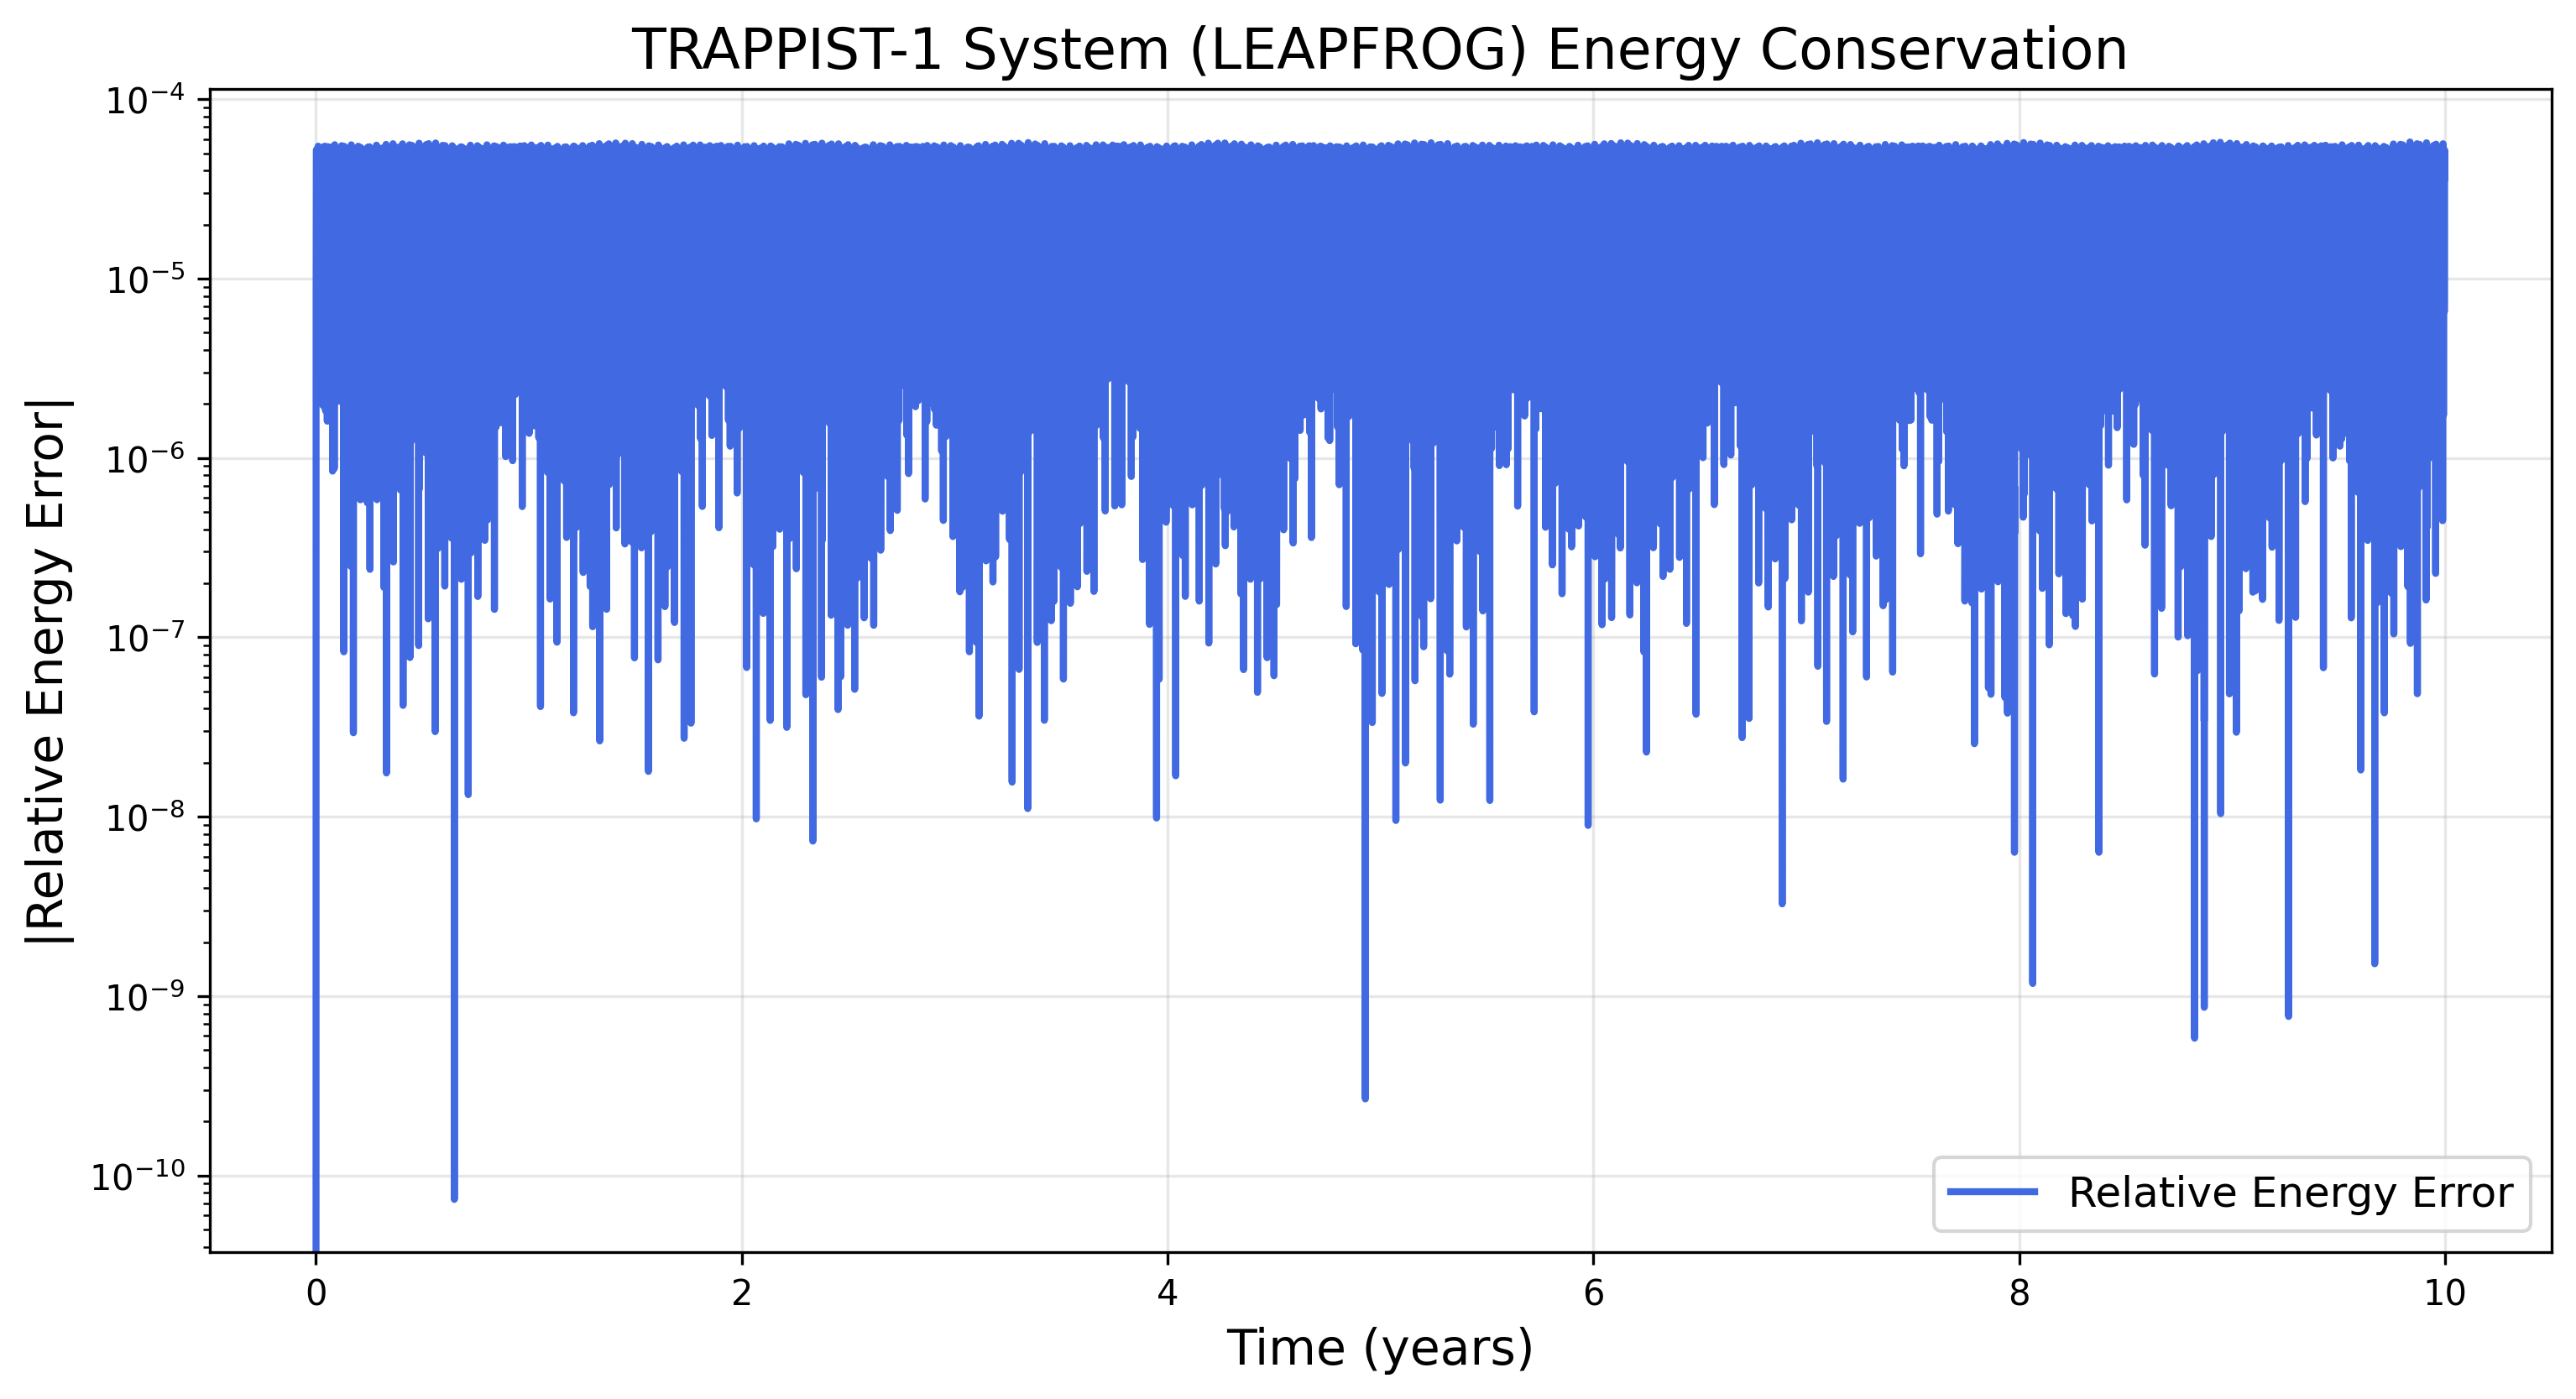 TRAPPIST-1 System (LEAPFROG) Energy Conservation
|Relative Energy Error|
10⁻⁴
10⁻⁵
10⁻⁶
10⁻⁷
10⁻⁸
10⁻⁹
10⁻¹⁰
Relative Energy Error
0 2 4 6 8 10
Time (years)